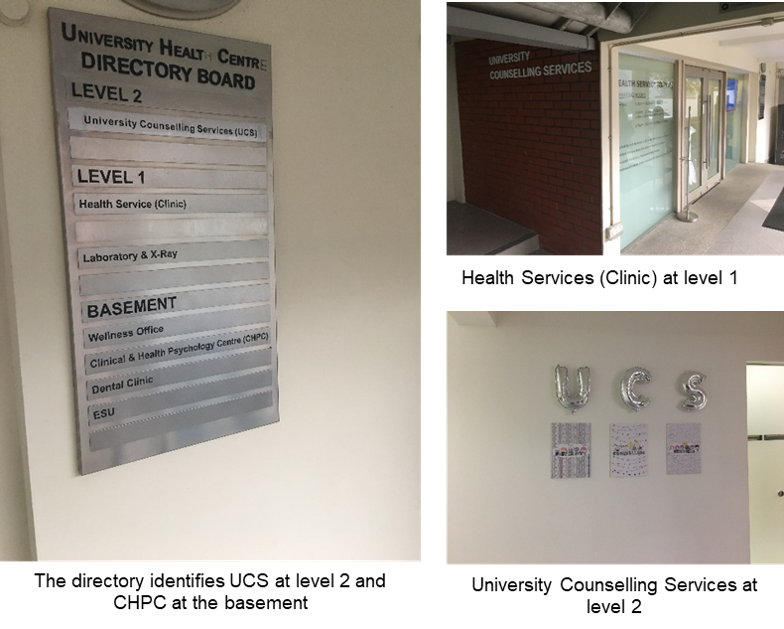 UNIVERSITY HEALTH CENTRE
DIRECTORY BOARD
LEVEL 2
University Counselling Services (UCS)
LEVEL 1
Health Service (Clinic)
Laboratory & X-Ray
BASEMENT
Wellness Office
Clinical & Health Psychology Centre (CHPC)
Dental Clinic
ESU
The directory identifies UCS at level 2 and
CHPC at the basement
UNIVERSITY
COUNSELLING SERVICES
HEALTH SERVICE
Health Services (Clinic) at level 1
UCS
University Counselling Services at
level 2